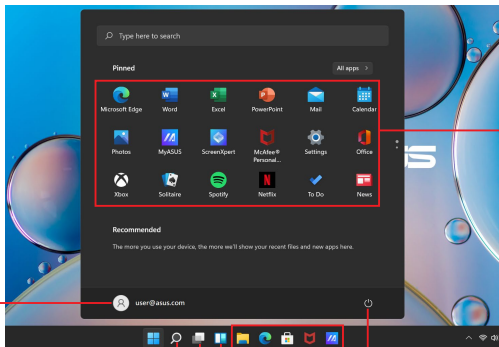 Type here to search
Pinned
All apps >
Microsoft Edge Word Excel PowerPoint Mail Calendar
Photos MyASUS ScreenXpert McAfee® Personal... Settings Office
Xbox Solitaire Spotify Netflix To Do News
Recommended
The more you use your device, the more we'll show your recent files and new apps here.
user@asus.com